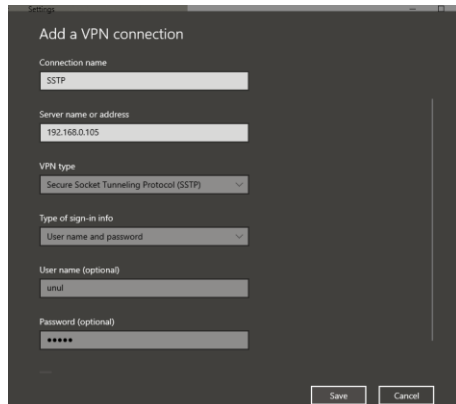 Settings
Add a VPN connection
Connection name
SSTP
Server name or address
192.168.0.105
VPN type
Secure Socket Tunneling Protocol (SSTP)
Type of sign-in info
User name and password
User name (optional)
unul
Password (optional)
●●●●●
Save
Cancel